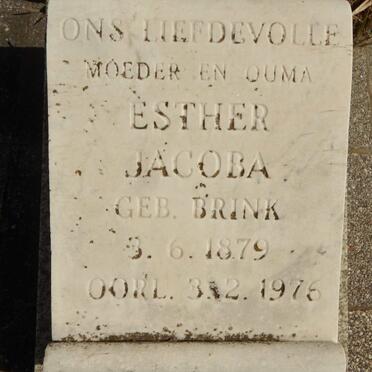 ONS LIEFDEVOLLE
MOEDER EN OUMA
ESTHER
JACOBA
GEB. BRINK
3. 6. 1879
OORL. 3.12. 1976